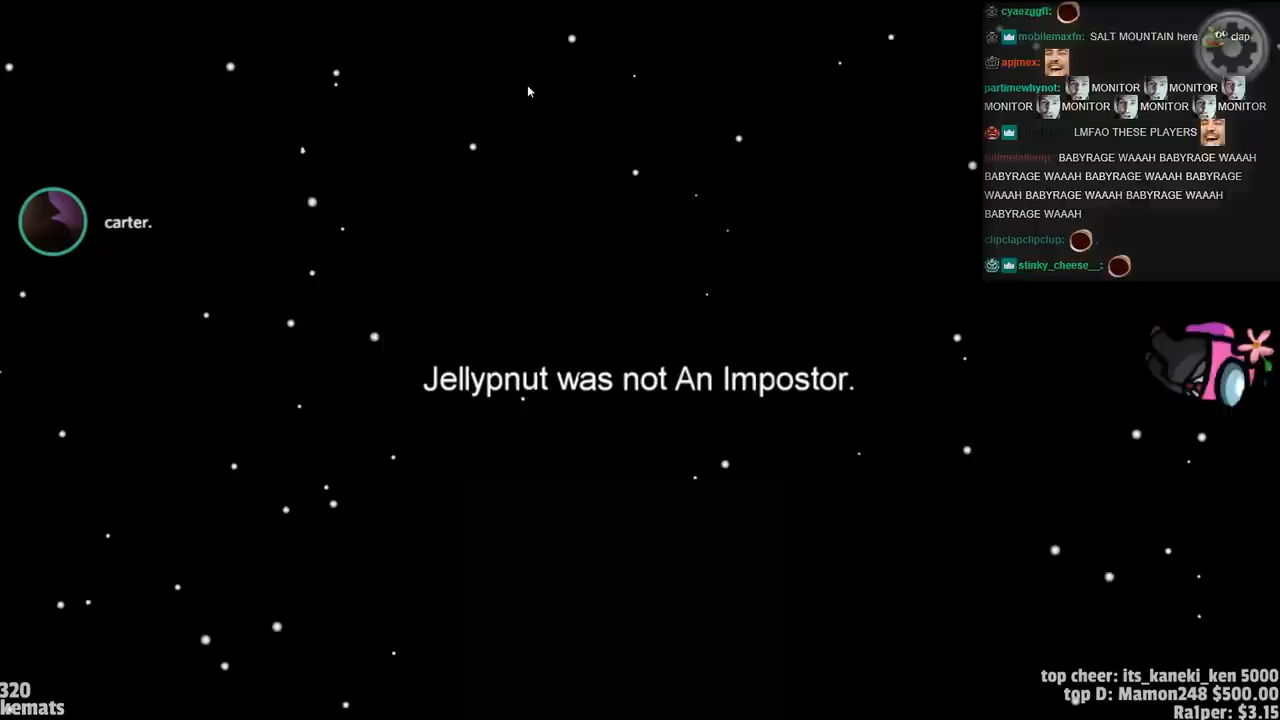 cyaezggff:
mobilemaxfn: SALT MOUNTAIN here clap
apjmex:
partimewhynot: MONITOR MONITOR
MONITOR MONITOR MONITOR MONITOR
LMFAO THESE PLAYERS
BABYRAGE WAAAH BABYRAGE WAAAH
BABYRAGE WAAAH BABYRAGE WAAAH BABYRAGE
WAAAH BABYRAGE WAAAH BABYRAGE WAAAH
BABYRAGE WAAAH
clipclapclipclup: .
stinky_cheese__:
carter.
Jellypnut was not An Impostor.
320
kemats
top cheer: its_kaneki_ken 5000
top D: Mamon248 $500.00
Ra1per: $3.15